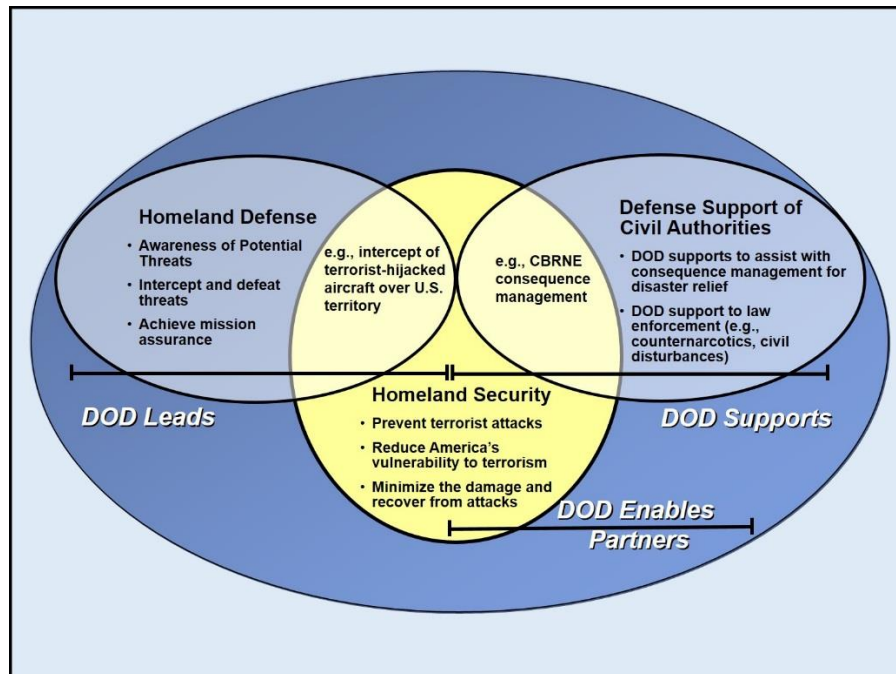 Homeland Defense
• Awareness of Potential
Threats
• Intercept and defeat
threats
• Achieve mission
assurance
e.g., intercept of
terrorist-hijacked
aircraft over U.S.
territory
e.g., CBRNE
consequence
management
Defense Support of
Civil Authorities
• DOD supports to assist with
consequence management for
disaster relief
• DOD support to law
enforcement (e.g.,
counternarcotics, civil
disturbances)
DOD Leads
Homeland Security
• Prevent terrorist attacks
• Reduce America’s
vulnerability to terrorism
• Minimize the damage and
recover from attacks
DOD Supports
DOD Enables
Partners